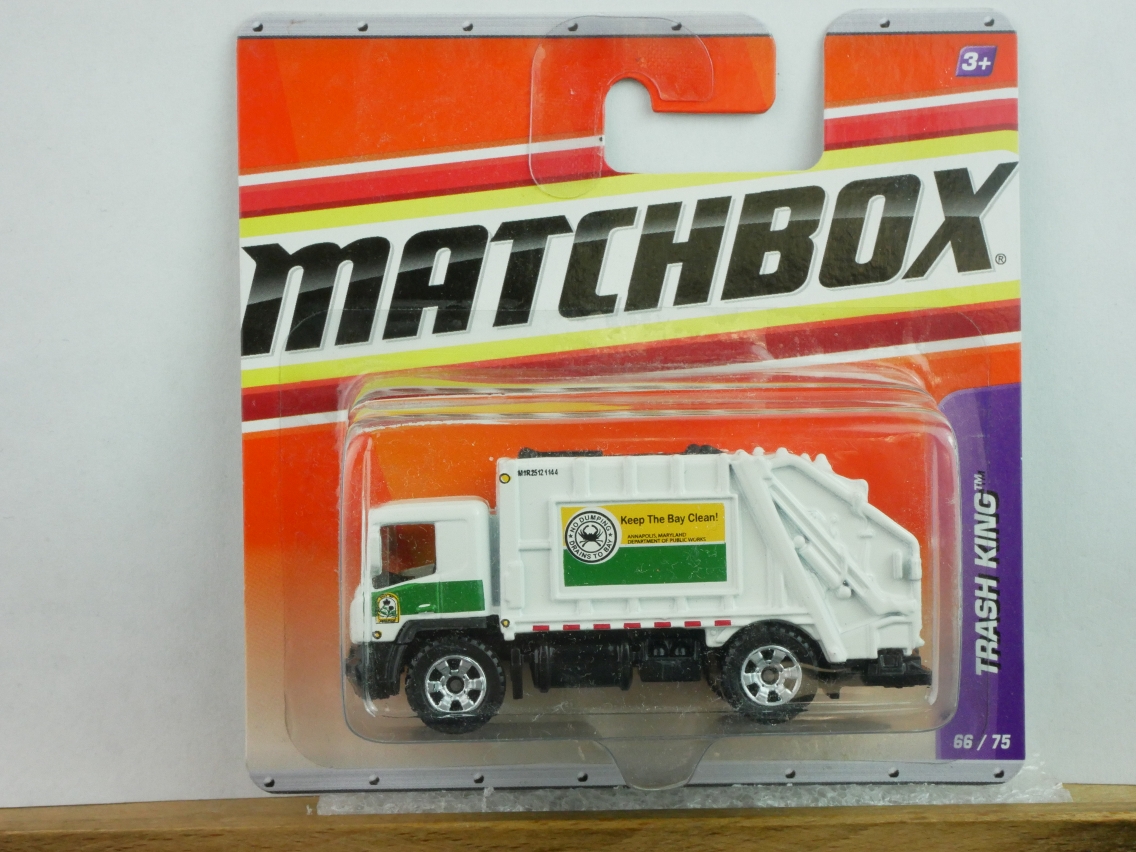 3+
MATCHBOX®
M1R2512 1144
NO DUMPING
DRAINS TO BAY
Keep The Bay Clean!
ANNAPOLIS, MARYLAND
DEPARTMENT OF PUBLIC WORKS
TRASH KING™
66 / 75